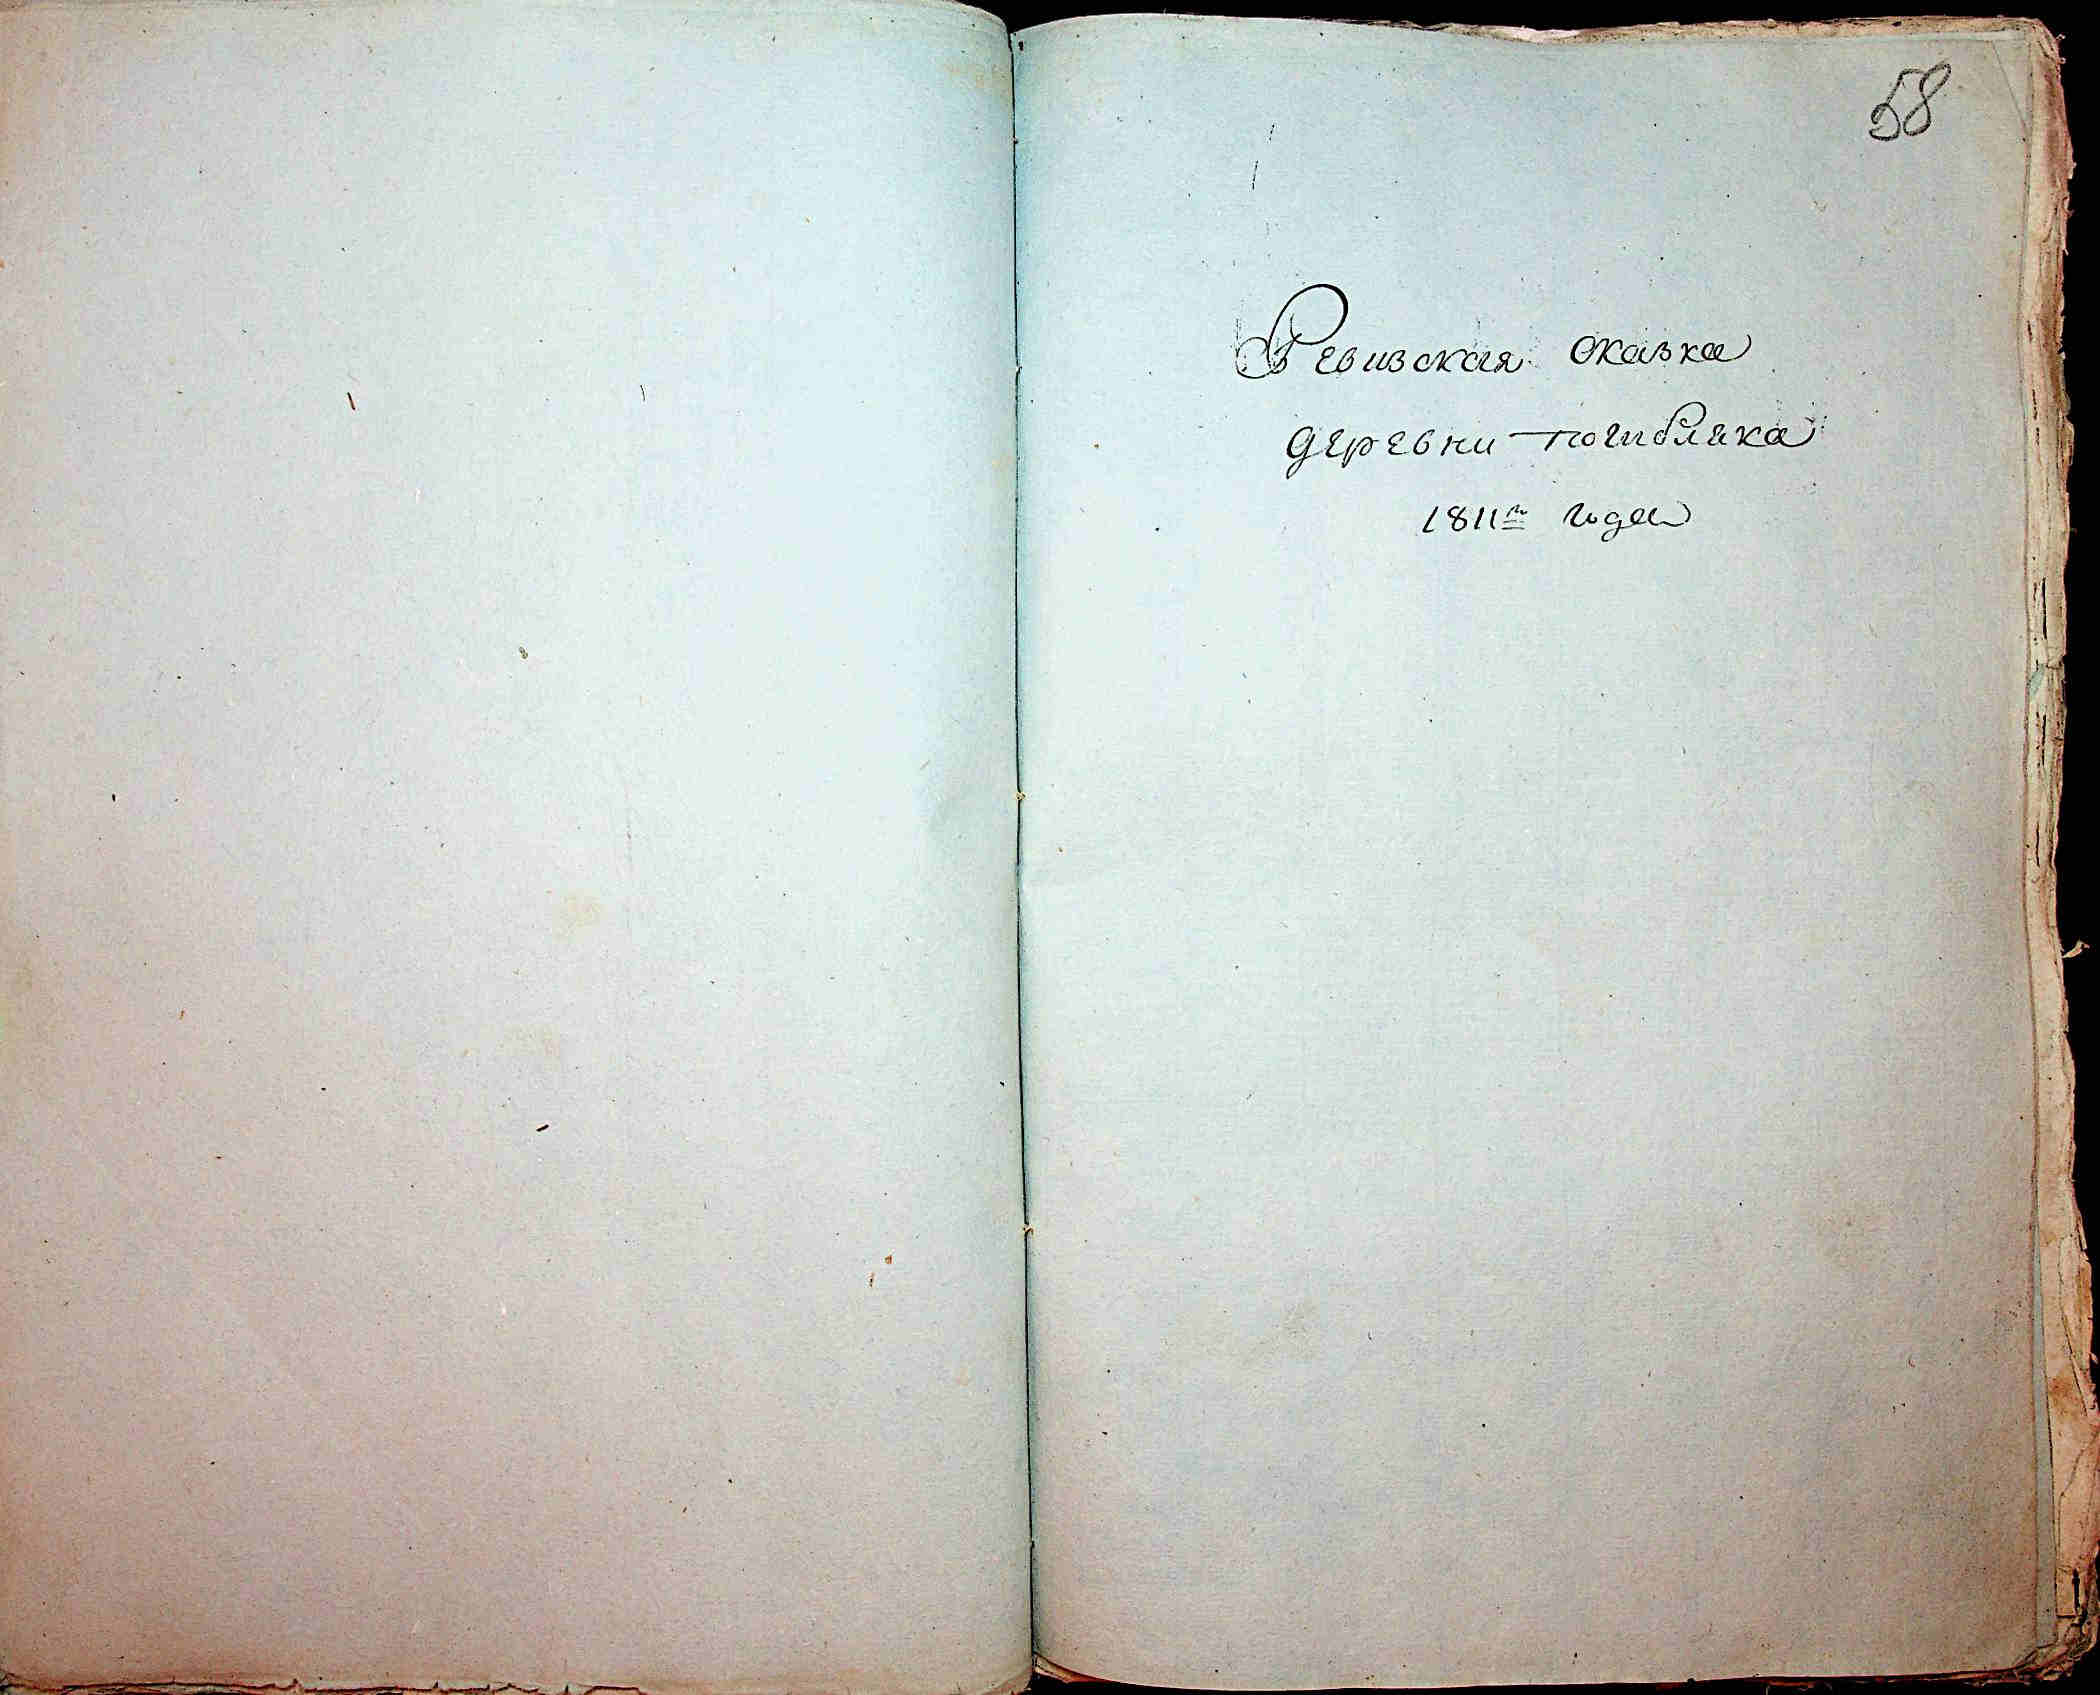 58
Ревизская сказка
деревни Погибляка
1811го года